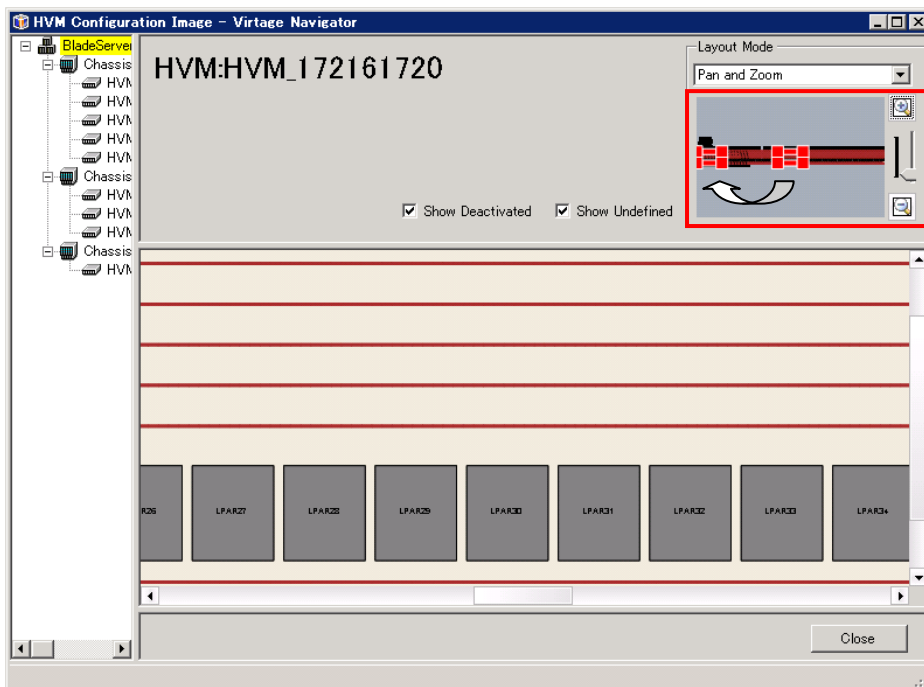 HVM Configuration Image - Virtage Navigator
BladeServer
Chassis
HVM
HVM
HVM
HVM
HVM
Chassis
HVM
HVM
HVM
Chassis
HVM
HVM:HVM_172161720
Layout Mode
Pan and Zoom
Show Deactivated
Show Undefined
R26
LPAR27
LPAR28
LPAR29
LPAR30
LPAR31
LPAR32
LPAR33
LPAR34
Close